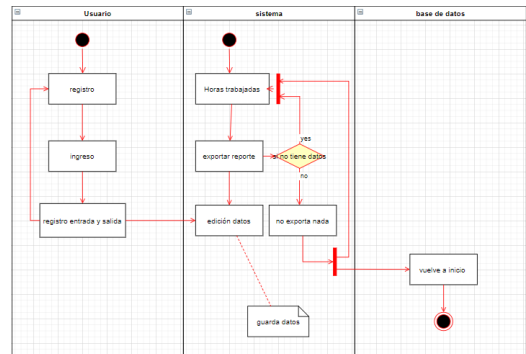 Usuario
sistema
base de datos
registro
Horas trabajadas
yes
ingreso
exportar reporte
si no tiene datos
no
registro entrada y salida
edición datos
no exporta nada
vuelve a inicio
guarda datos